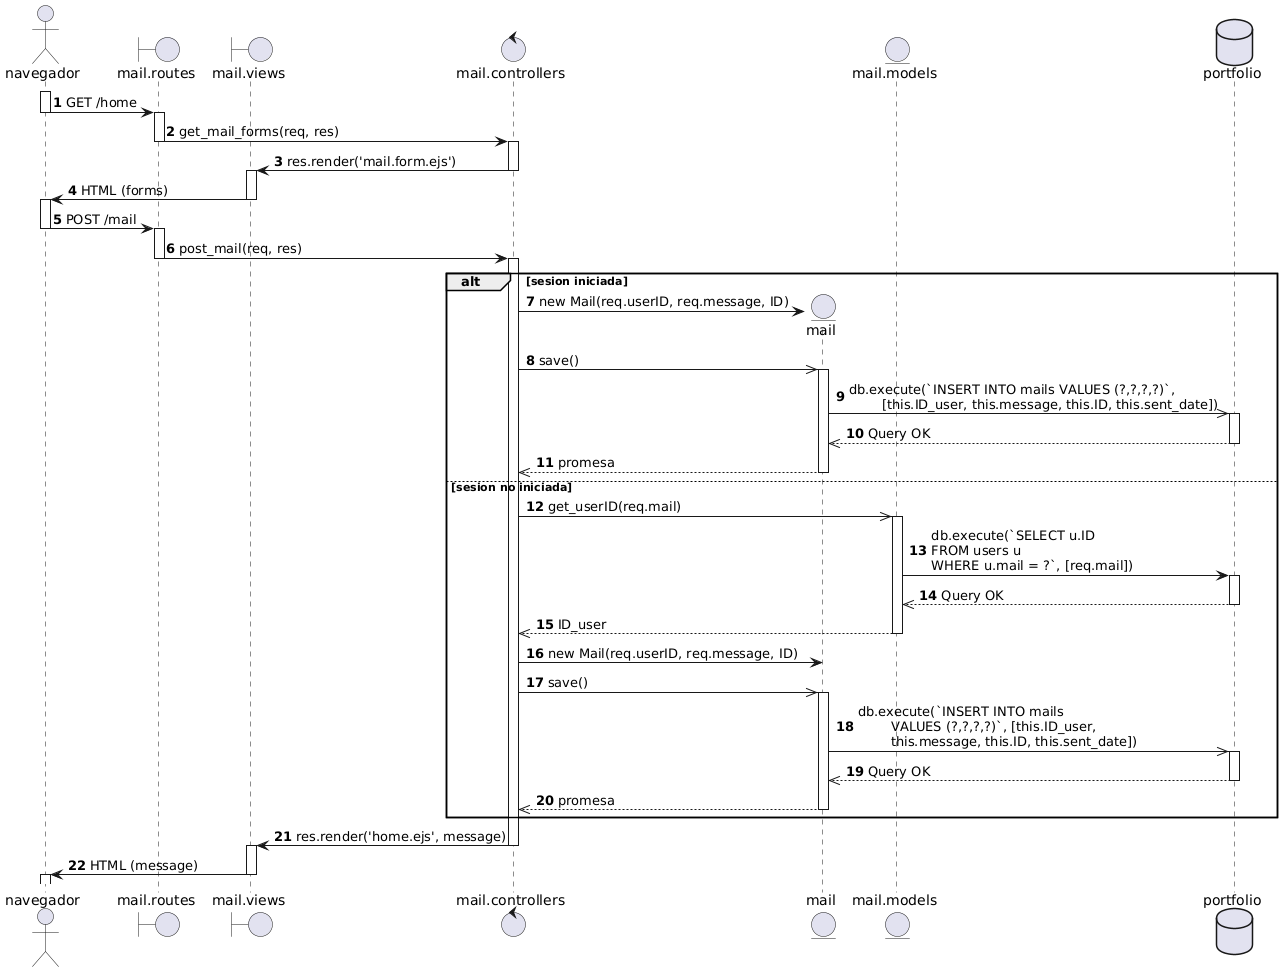 navegador
mail.routes
mail.views
mail.controllers
mail.models
portfolio
1 GET /home
2 get_mail_forms(req, res)
3 res.render('mail.form.ejs')
4 HTML (forms)
5 POST /mail
6 post_mail(req, res)
alt [sesion iniciada]
7 new Mail(req.userID, req.message, ID)
mail
8 save()
9 db.execute(`INSERT INTO mails VALUES (?,?,?,?)`,
[this.ID_user, this.message, this.ID, this.sent_date])
10 Query OK
11 promesa
[sesion no iniciada]
12 get_userID(req.mail)
13 db.execute(`SELECT u.ID
FROM users u
WHERE u.mail = ?`, [req.mail])
14 Query OK
15 ID_user
16 new Mail(req.userID, req.message, ID)
17 save()
18 db.execute(`INSERT INTO mails
VALUES (?,?,?,?)`, [this.ID_user,
this.message, this.ID, this.sent_date])
19 Query OK
20 promesa
21 res.render('home.ejs', message)
22 HTML (message)
navegador
mail.routes
mail.views
mail.controllers
mail
mail.models
portfolio